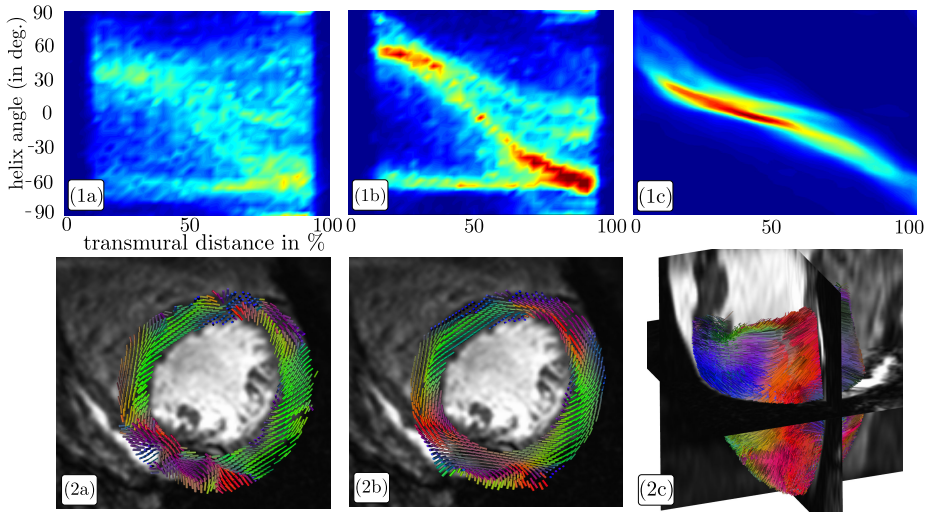 helix angle (in deg.)
90
60
30
0
-30
-60
-90
(1a)
(1b)
(1c)
0
50
100
50
100
0
50
100
transmural distance in %
(2a)
(2b)
(2c)